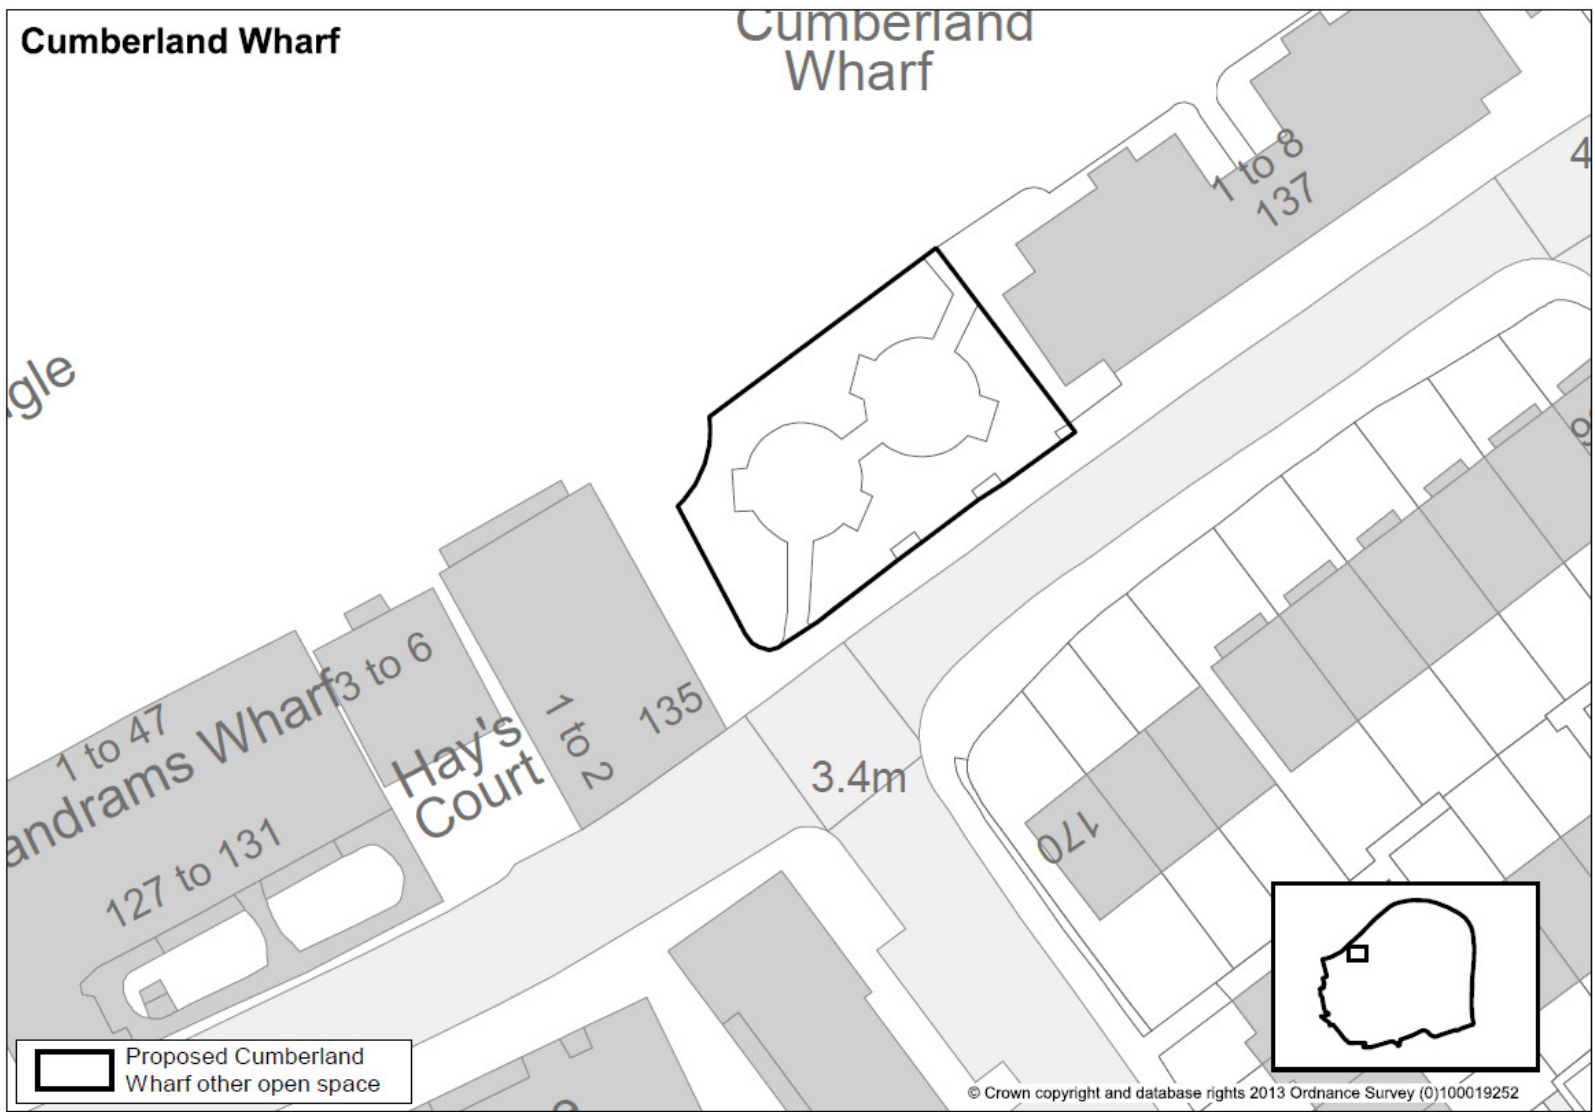 Cumberland Wharf
Cumberland
Wharf
1 to 8
137
4
gle
3 to 6
1 to 47
andrams Wharf
Hay's
Court
1 to 2
135
3.4m
127 to 131
170
Proposed Cumberland
Wharf other open space
© Crown copyright and database rights 2013 Ordnance Survey (0)100019252